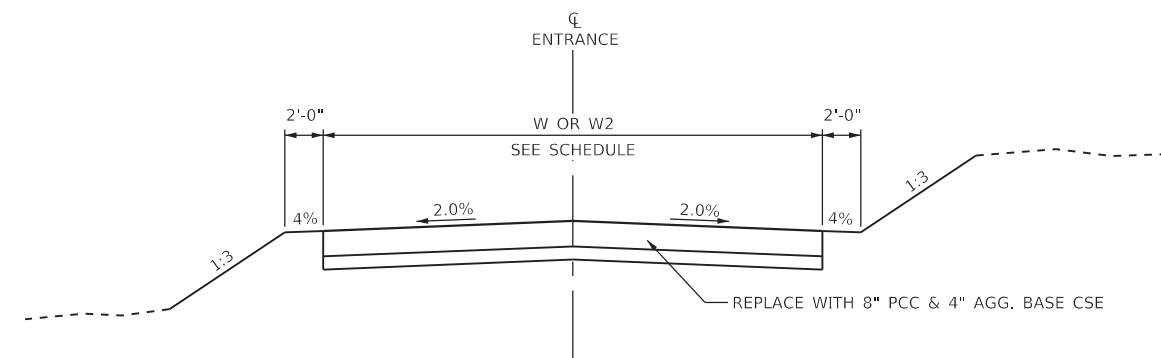 ℄
ENTRANCE
2'-0"
W OR W2
2'-0"
SEE SCHEDULE
1:3
4%
2.0%
2.0%
4%
1:3
REPLACE WITH 8" PCC & 4" AGG. BASE CSE